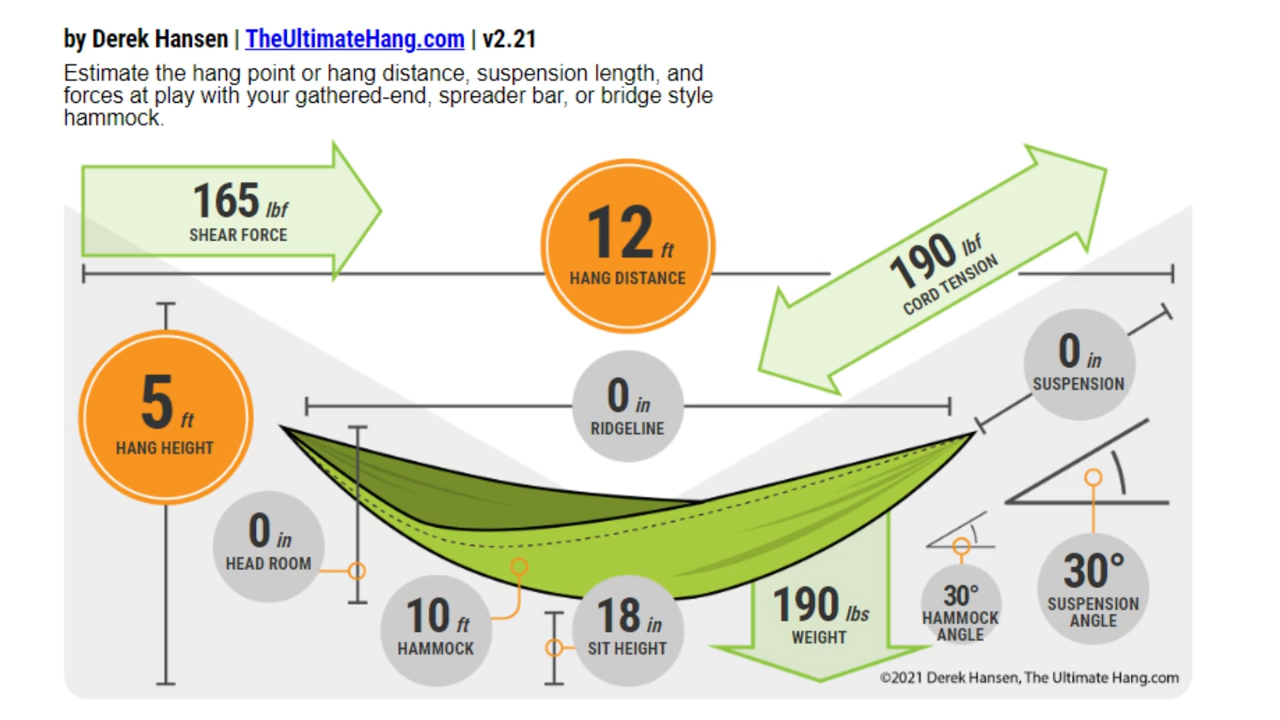 by Derek Hansen | TheUltimateHang.com | v2.21
Estimate the hang point or hang distance, suspension length, and
forces at play with your gathered-end, spreader bar, or bridge style
hammock.
165 lbf
SHEAR FORCE
12 ft
HANG DISTANCE
190 lbf
CORD TENSION
5 ft
HANG HEIGHT
0 in
RIDGELINE
0 in
SUSPENSION
0 in
HEAD ROOM
10 ft
HAMMOCK
18 in
SIT HEIGHT
190 lbs
WEIGHT
30°
HAMMOCK
ANGLE
30°
SUSPENSION
ANGLE
©2021 Derek Hansen, The Ultimate Hang.com